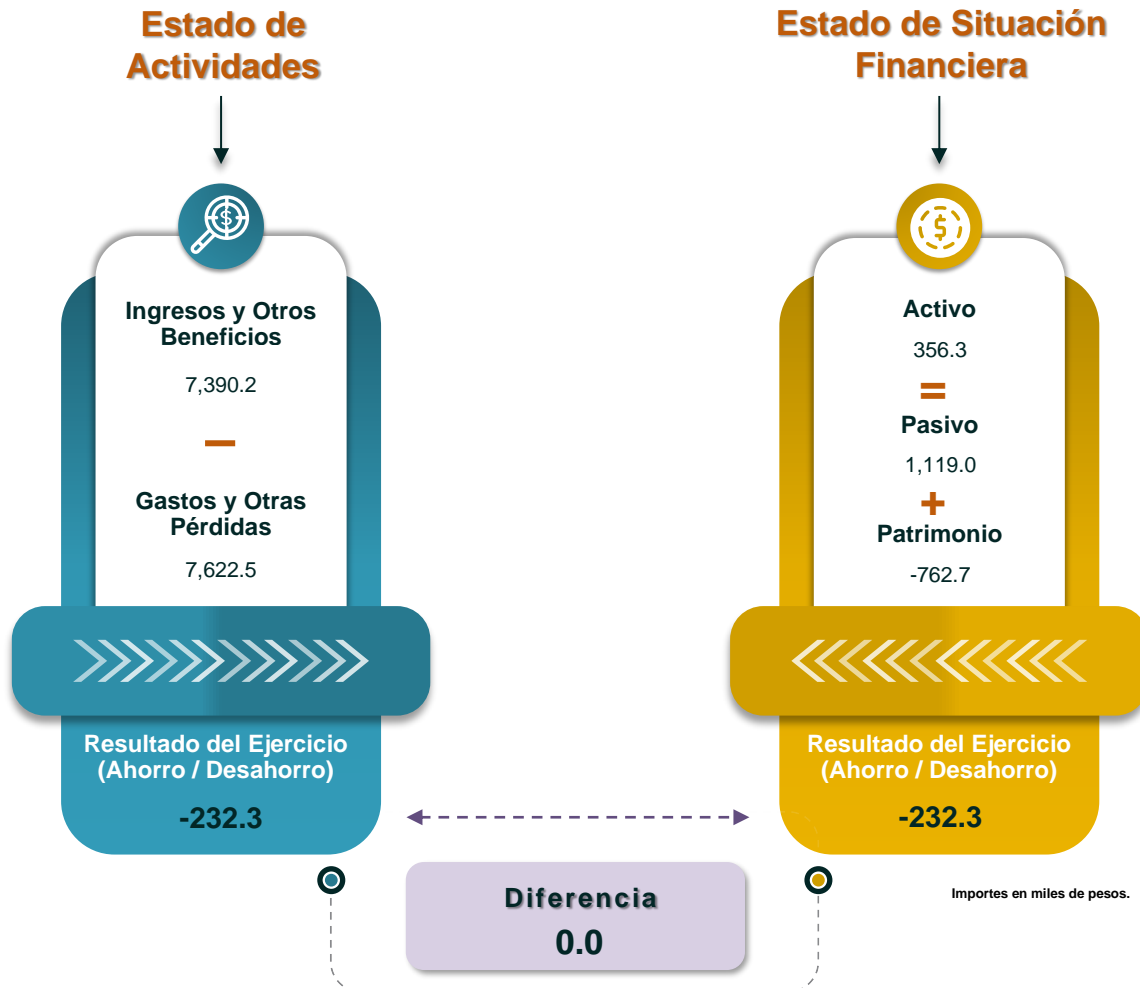 Estado de
Actividades
Ingresos y Otros
Beneficios
7,390.2
−
Gastos y Otras
Pérdidas
7,622.5
Resultado del Ejercicio
(Ahorro / Desahorro)
-232.3
Estado de Situación
Financiera
$
Activo
356.3
=
Pasivo
1,119.0
+
Patrimonio
-762.7
Resultado del Ejercicio
(Ahorro / Desahorro)
-232.3
Diferencia
0.0
Importes en miles de pesos.